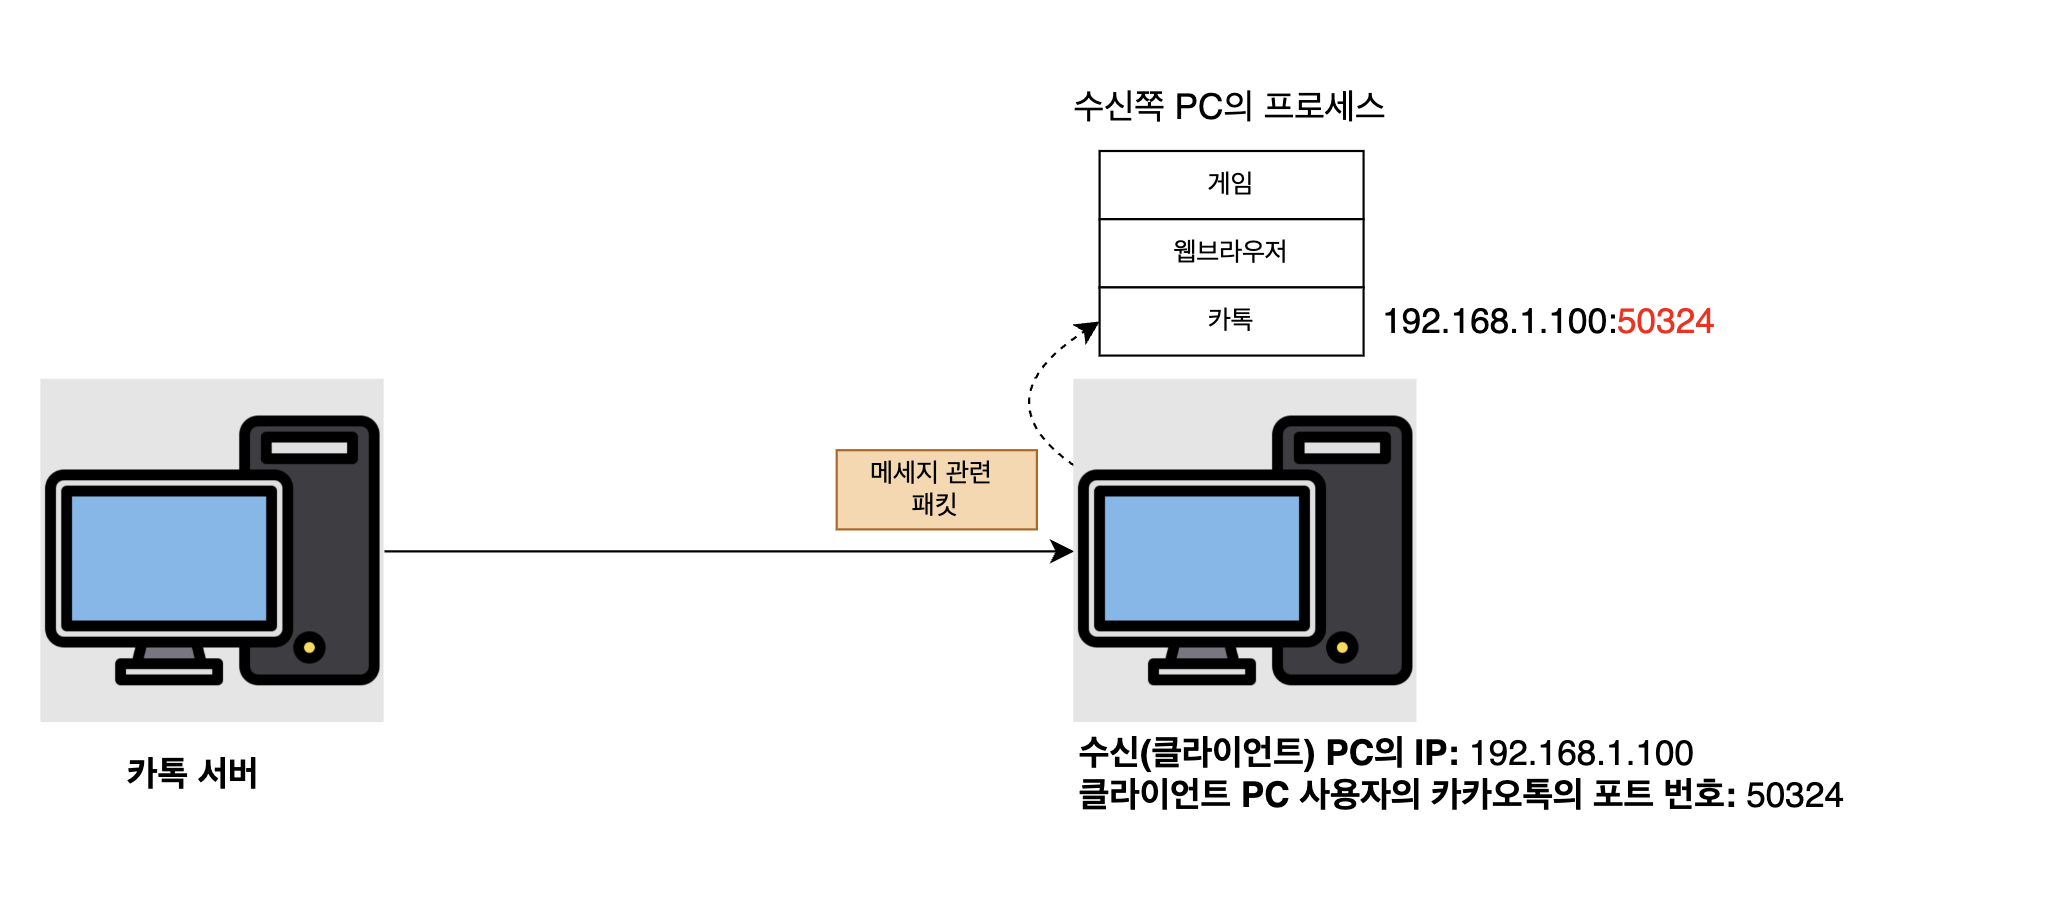 수신쪽 PC의 프로세스
게임
웹브라우저
카톡
192.168.1.100:50324
메세지 관련
패킷
카톡 서버
수신(클라이언트) PC의 IP: 192.168.1.100
클라이언트 PC 사용자의 카카오톡의 포트 번호: 50324